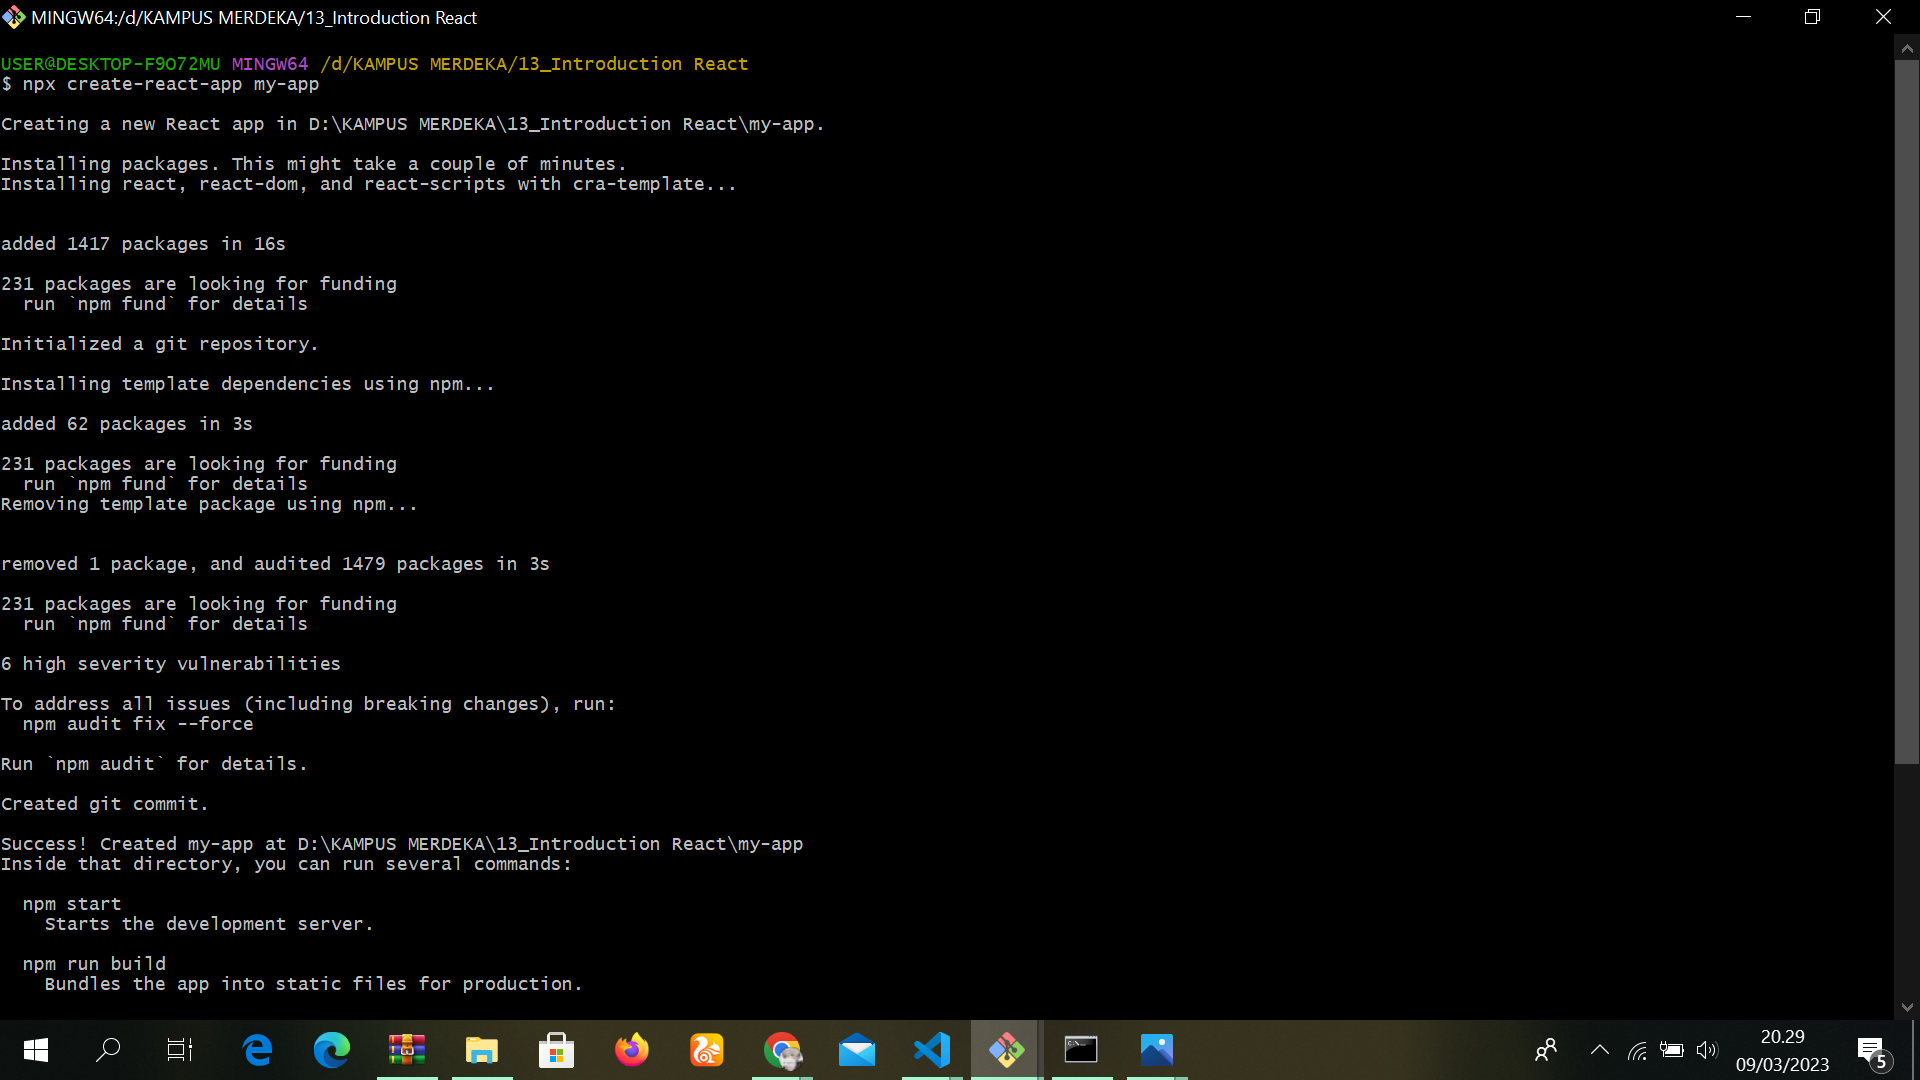 MINGW64:/d/KAMPUS MERDEKA/13_Introduction React
USER@DESKTOP-F9O72MU MINGW64 /d/KAMPUS MERDEKA/13_Introduction React
$ npx create-react-app my-app
Creating a new React app in D:\KAMPUS MERDEKA\13_Introduction React\my-app.
Installing packages. This might take a couple of minutes.
Installing react, react-dom, and react-scripts with cra-template...
added 1417 packages in 16s
231 packages are looking for funding
  run `npm fund` for details
Initialized a git repository.
Installing template dependencies using npm...
added 62 packages in 3s
231 packages are looking for funding
  run `npm fund` for details
Removing template package using npm...
removed 1 package, and audited 1479 packages in 3s
231 packages are looking for funding
  run `npm fund` for details
6 high severity vulnerabilities
To address all issues (including breaking changes), run:
  npm audit fix --force
Run `npm audit` for details.
Created git commit.
Success! Created my-app at D:\KAMPUS MERDEKA\13_Introduction React\my-app
Inside that directory, you can run several commands:
  npm start
    Starts the development server.
  npm run build
    Bundles the app into static files for production.
20.29
09/03/2023
5